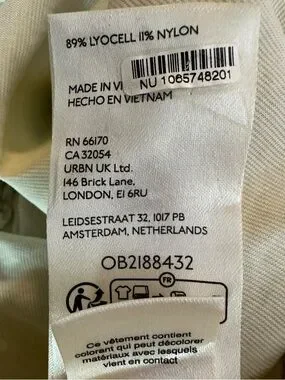 89% LYOCELL 11% NYLON
MADE IN VI
NU 1065748201
HECHO EN VIETNAM
RN 66170
CA 32054
URBN UK Ltd.
146 Brick Lane,
LONDON, E1 6RU
LEIDSESTRAAT 32, 1017 PB
AMSTERDAM, NETHERLANDS
OB2188432
FR
Ce vêtement contient
colorant qui peut décolorer
matériaux avec lesquels
vient en contact